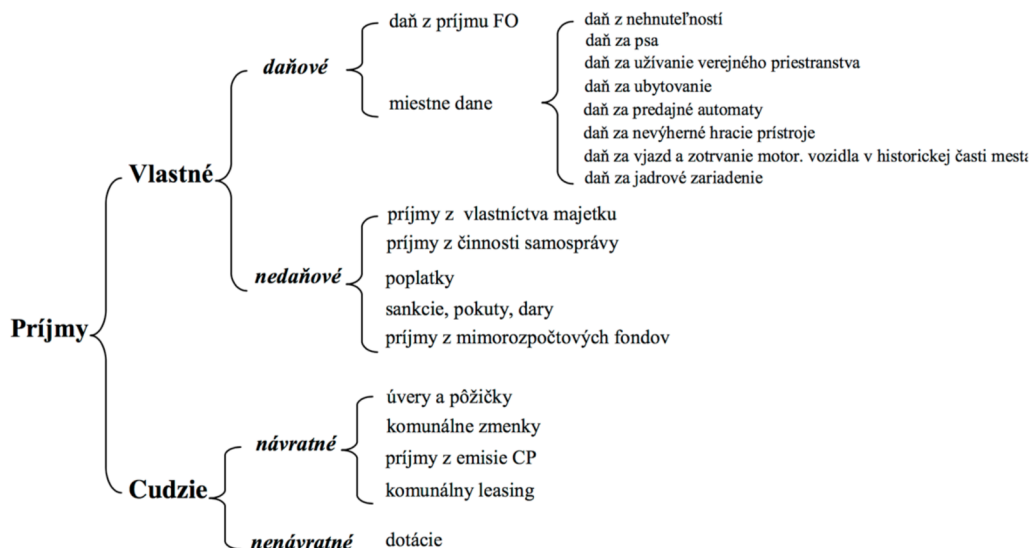 daň z príjmu FO
daň z nehnuteľností
daň za psa
daň za užívanie verejného priestranstva
daň za ubytovanie
daň za predajné automaty
daň za nevýherné hracie prístroje
daň za vjazd a zotrvanie motor. vozidla v historickej časti mesta
daň za jadrové zariadenie
daňové
miestne dane
Vlastné
príjmy z vlastníctva majetku
príjmy z činnosti samosprávy
nedaňové
poplatky
sankcie, pokuty, dary
príjmy z mimorozpočtových fondov
Príjmy
úvery a pôžičky
komunálne zmenky
návratné
príjmy z emisie CP
Cudzie
komunálny leasing
nenávratné
dotácie